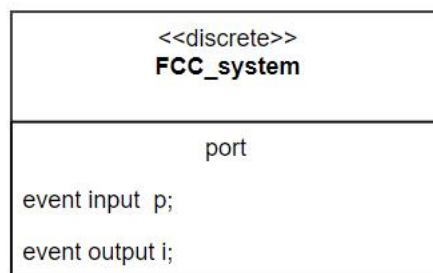 <<discrete>>
FCC_system
port
event input  p;
event output i;